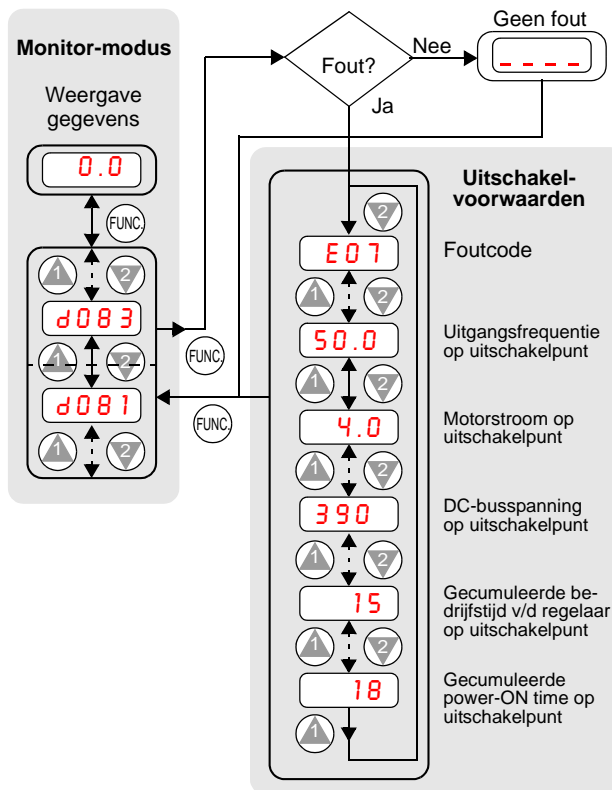 Monitor-modus
Weergave
gegevens
0.0
FUNC.
1
2
d083
1
2
d081
1
2
FUNC.
FUNC.
Fout?
Nee
Ja
Geen fout
_ _ _ _
Uitschakel-
voorwaarden
2
E07
Foutcode
1
2
50.0
Uitgangsfrequentie
op uitschakelpunt
1
2
4.0
Motorstroom op
uitschakelpunt
1
2
390
DC-busspanning
op uitschakelpunt
1
2
15
Gecumuleerde be-
drijfstijd v/d regelaar
op uitschakelpunt
1
2
18
Gecumuleerde
power-ON time op
uitschakelpunt
1